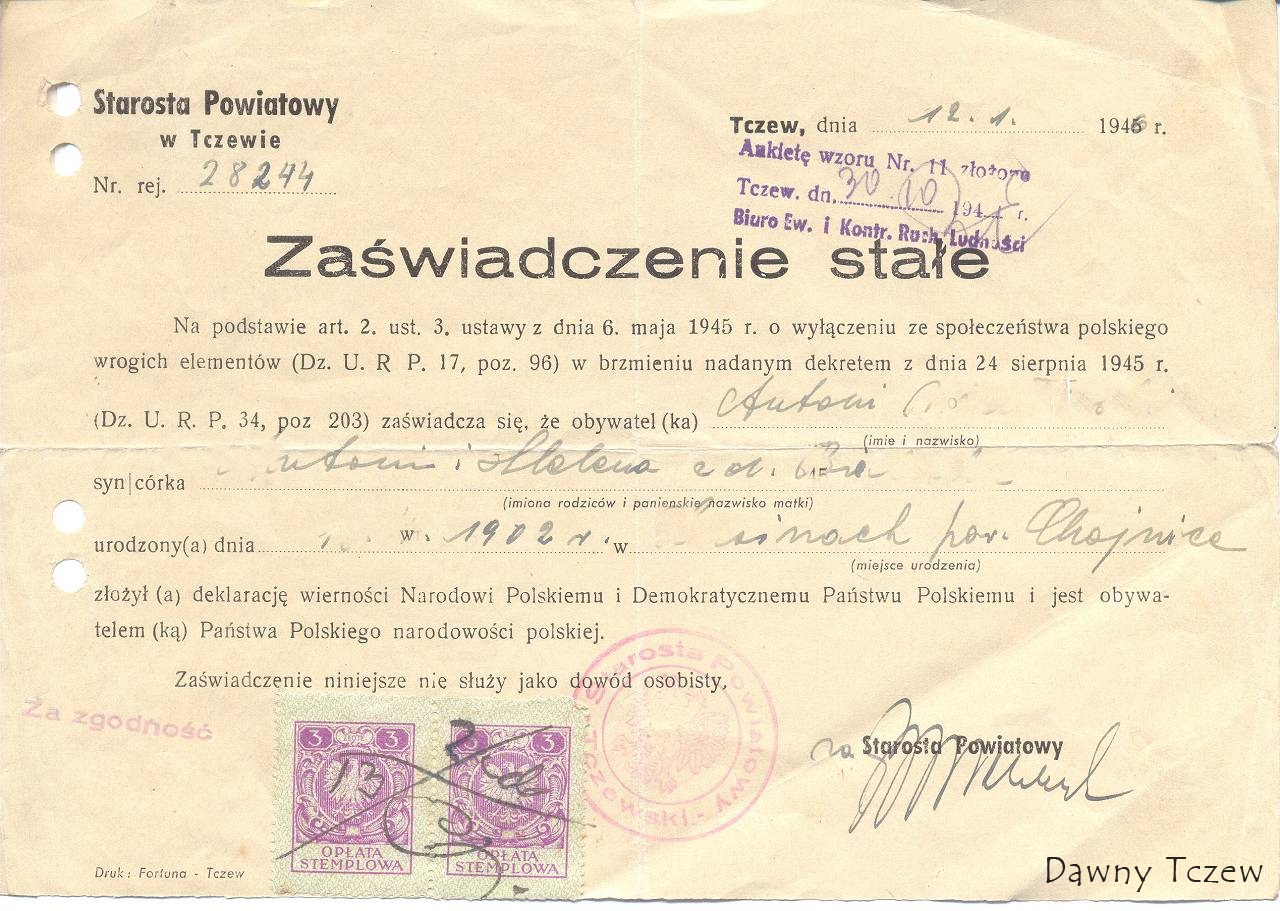 Starosta Powiatowy
w Tczewie
Nr. rej. 28244
Tczew, dnia 12. 1. 1946 r.
Ankietę wzoru Nr. 11 złożono
Tczew. dn. 30. 10 194 r.
Biuro Ew. i Kontr. Ruch. Ludności
Zaświadczenie stałe
Na podstawie art. 2. ust. 3. ustawy z dnia 6. maja 1945 r. o wyłączeniu ze społeczeństwa polskiego
wrogich elementów (Dz. U. R P. 17, poz. 96) w brzmieniu nadanym dekretem z dnia 24 sierpnia 1945 r.
(Dz. U. R. P. 34, poz 203) zaświadcza się, że obywatel (ka) Antoni
(imie i nazwisko)
syn|córka i Helena z d.
(imiona rodziców i panieńskie nazwisko matki)
urodzony(a) dnia 1902 r. w pow. Chojnice
(miejsce urodzenia)
złożył (a) deklarację wierności Narodowi Polskiemu i Demokratycznemu Państwu Polskiemu i jest obywa-
telem (ką) Państwa Polskiego narodowości polskiej.
Zaświadczenie niniejsze nie służy jako dowód osobisty.
Za zgodność
3 ZŁOTE 3
OPŁATA
STEMPLOWA
3 3
OPŁATA
STEMPLOWA
Starosta Powiatowy
-Tczewski.-
za Starosta Powiatowy
Druk: Fortuna - Tczew
Dawny Tczew